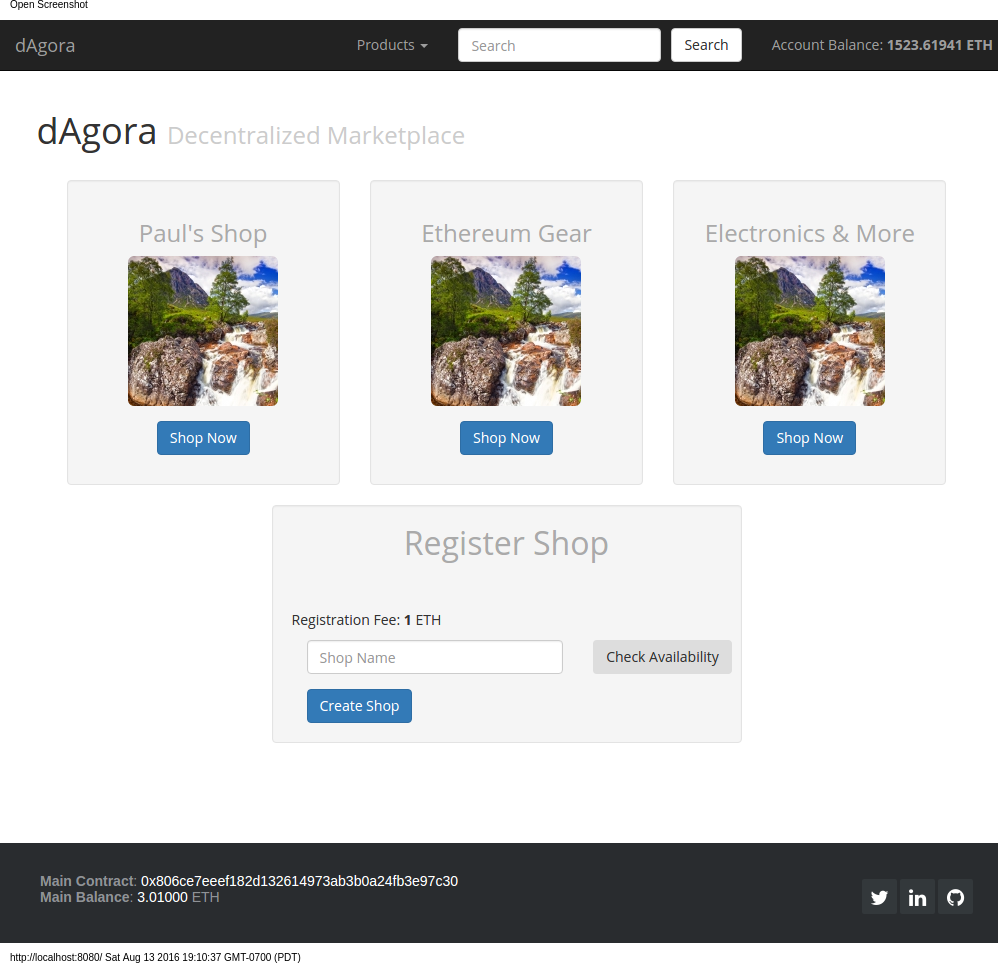 Open Screenshot
dAgora Products Search Search Account Balance: 1523.61941 ETH
dAgora Decentralized Marketplace
Paul's Shop Ethereum Gear Electronics & More
Shop Now Shop Now Shop Now
Register Shop
Registration Fee: 1 ETH
Shop Name Check Availability
Create Shop
Main Contract: 0x806ce7eeef182d132614973ab3b0a24fb3e97c30
Main Balance: 3.01000 ETH
http://localhost:8080/ Sat Aug 13 2016 19:10:37 GMT-0700 (PDT)